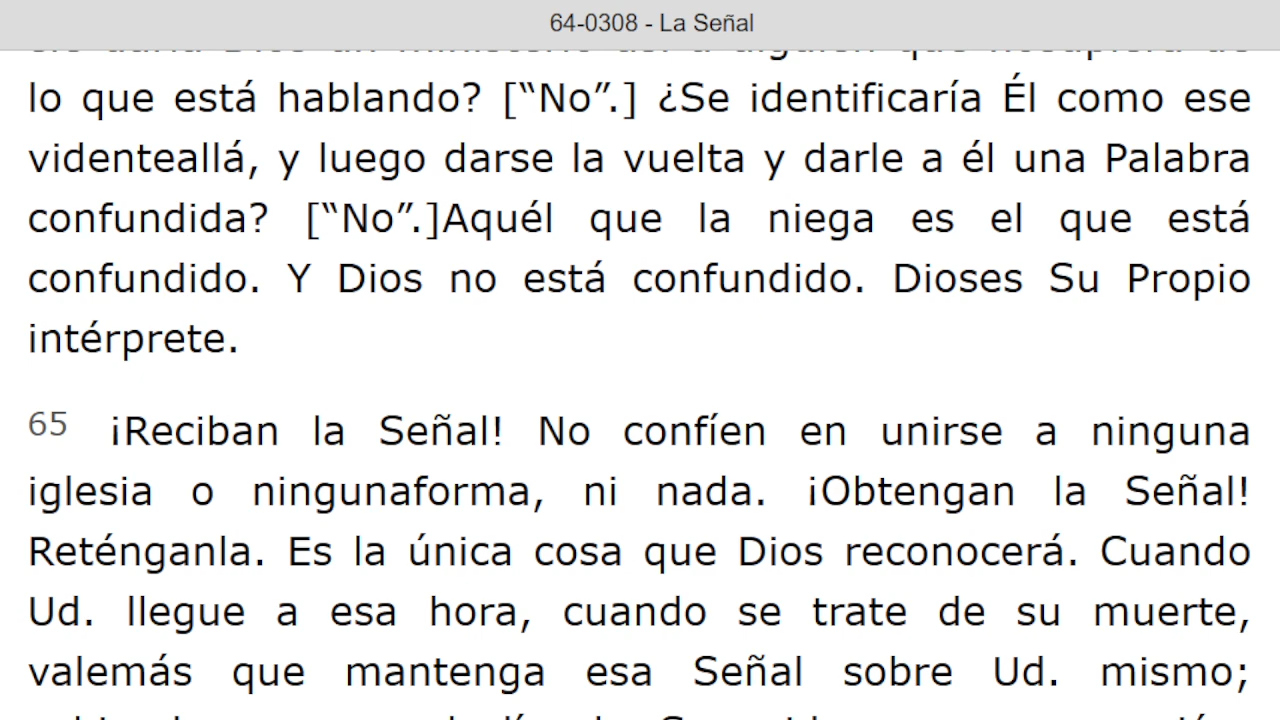 64-0308 - La Señal
lo que está hablando? [“No”.] ¿Se identificaría Él como ese
videnteallá, y luego darse la vuelta y darle a él una Palabra
confundida? [“No”.]Aquél que la niega es el que está
confundido. Y Dios no está confundido. Dioses Su Propio
intérprete.
65 ¡Reciban la Señal! No confíen en unirse a ninguna
iglesia o ningunaforma, ni nada. ¡Obtengan la Señal!
Reténganla. Es la única cosa que Dios reconocerá. Cuando
Ud. llegue a esa hora, cuando se trate de su muerte,
valemás que mantenga esa Señal sobre Ud. mismo;